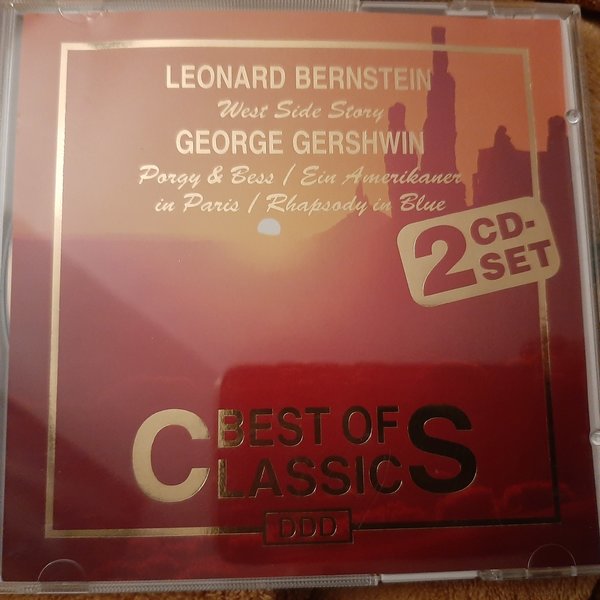 LEONARD BERNSTEIN
West Side Story
GEORGE GERSHWIN
Porgy & Bess / Ein Amerikaner
in Paris / Rhapsody in Blue
2 CD-
SET
BEST OF
CLASSICS
DDD